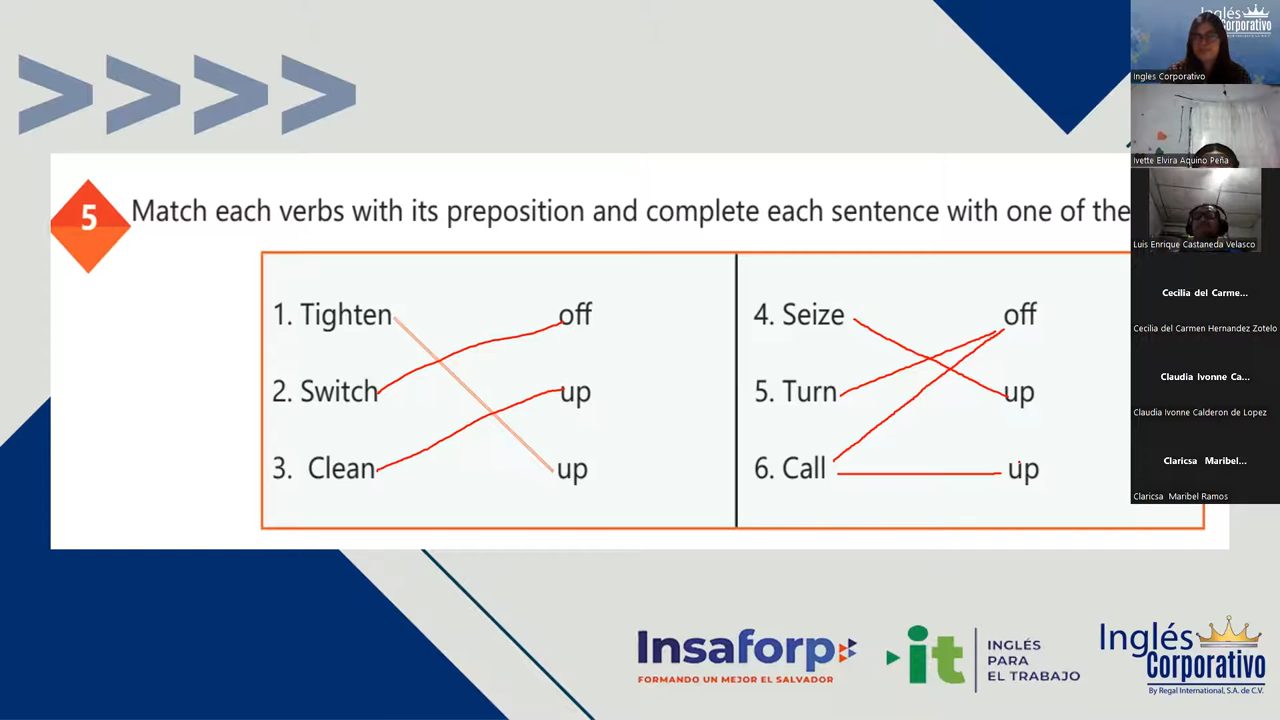 5
Match each verbs with its preposition and complete each sentence with one of the
1. Tighten
off
2. Switch
up
3. Clean
up
4. Seize
off
5. Turn
up
6. Call
up
Insaforp
FORMANDO UN MEJOR EL SALVADOR
it
INGLÉS
PARA
EL TRABAJO
Inglés
Corporativo
By Regal International, S.A. de C.V.
Inglés
Corporativo
Ingles Corporativo
Ivette Elvira Aquino Peña
Luis Enrique Castaneda Velasco
Cecilia del Carme...
Cecilia del Carmen Hernandez Zotelo
Claudia Ivonne Ca...
Claudia Ivonne Calderon de Lopez
Claricsa Maribel...
Claricsa Maribel Ramos